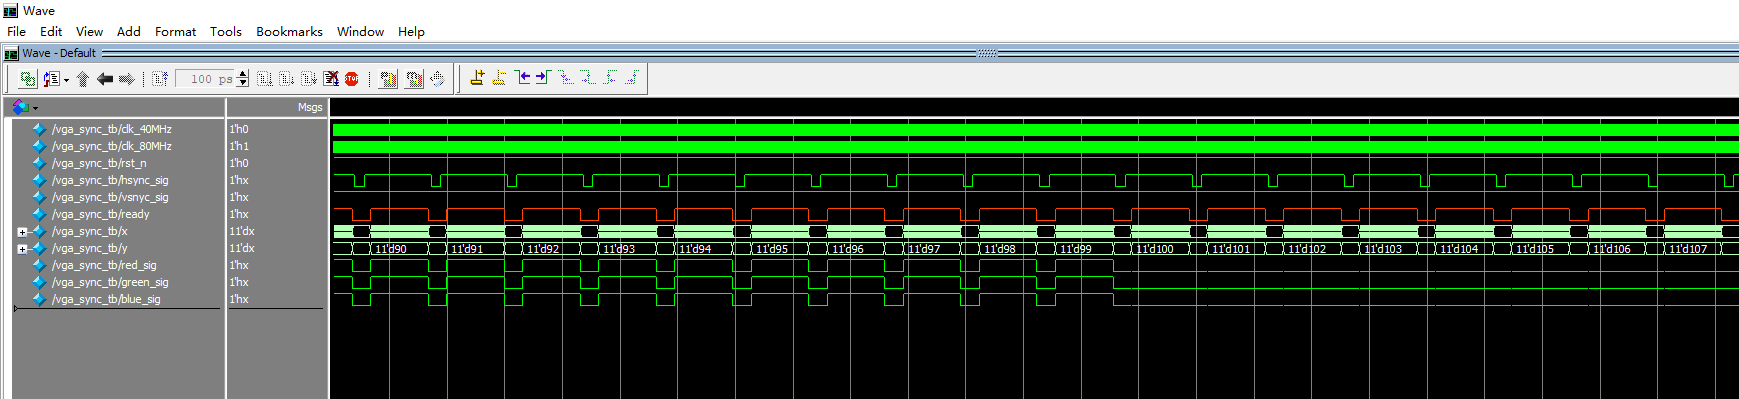 Wave
File Edit View Add Format Tools Bookmarks Window Help
Wave - Default
100 ps
STOP
Msgs
/vga_sync_tb/clk_40MHz 1'h0
/vga_sync_tb/clk_80MHz 1'h1
/vga_sync_tb/rst_n 1'h0
/vga_sync_tb/hsync_sig 1'hx
/vga_sync_tb/vsnyc_sig 1'hx
/vga_sync_tb/ready 1'hx
/vga_sync_tb/x 11'dx
/vga_sync_tb/y 11'dx 11'd90 11'd91 11'd92 11'd93 11'd94 11'd95 11'd96 11'd97 11'd98 11'd99 11'd100 11'd101 11'd102 11'd103 11'd104 11'd105 11'd106 11'd107
/vga_sync_tb/red_sig 1'hx
/vga_sync_tb/green_sig 1'hx
/vga_sync_tb/blue_sig 1'hx